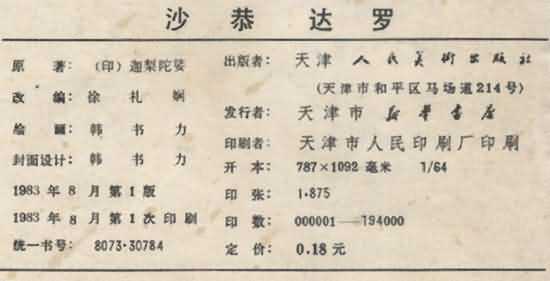 沙恭达罗
原著：（印）迦梨陀娑
改编：徐礼娴
绘画：韩书力
封面设计：韩书力
1983年8月第1版
1983年8月第1次印刷
统一书号：8073·30784
出版者：天津人民美術出版社
（天津市和平区马场道214号）
发行者：天津市新华書店
印刷者：天津市人民印刷厂印刷
开本：787×1092毫米 1/64
印张：1·875
印数：000001—194000
定价：0.18元